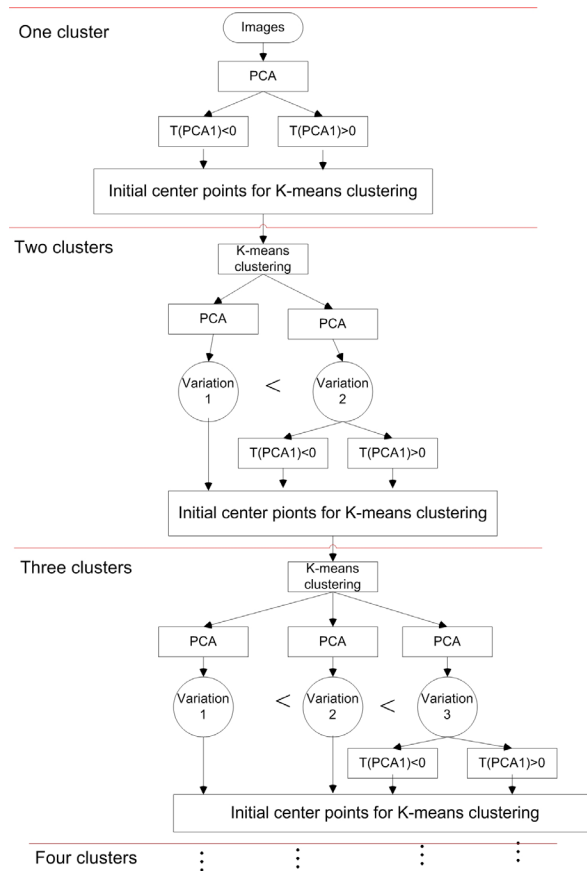 One cluster
Images
PCA
T(PCA1)<0
T(PCA1)>0
Initial center points for K-means clustering
Two clusters
K-means
clustering
PCA
PCA
Variation
1
<
Variation
2
T(PCA1)<0
T(PCA1)>0
Initial center pionts for K-means clustering
Three clusters
K-means
clustering
PCA
PCA
PCA
Variation
1
<
Variation
2
<
Variation
3
T(PCA1)<0
T(PCA1)>0
Initial center points for K-means clustering
Four clusters